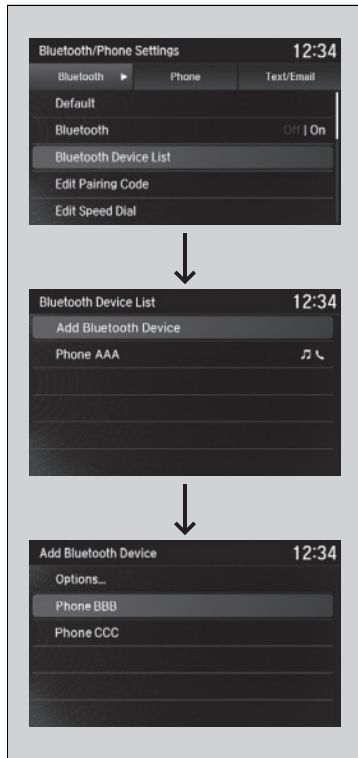 Bluetooth/Phone Settings 12:34
Bluetooth ▶ Phone Text/Email
Default
Bluetooth Off | On
Bluetooth Device List
Edit Pairing Code
Edit Speed Dial
Bluetooth Device List 12:34
Add Bluetooth Device
Phone AAA
Add Bluetooth Device 12:34
Options...
Phone BBB
Phone CCC